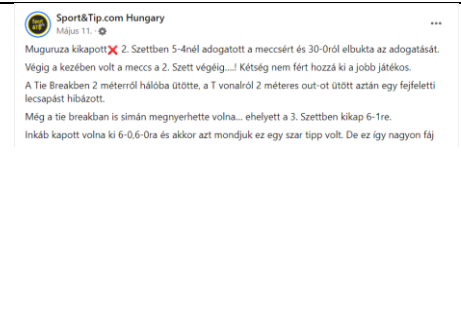 Sport&Tip.com Hungary
Május 11. ·
Muguruza kikapott❌ 2. Szettben 5-4nél adogatott a meccsért és 30-0ról elbukta az adogatását.
Végig a kezében volt a meccs a 2. Szett végéig....! Kétség nem fért hozzá ki a jobb játékos.
A Tie Breakben 2 méterről hálóba ütötte, a T vonalról 2 méteres out-ot ütött aztán egy fejfeletti
lecsapást hibázott.
Még a tie breakban is simán megnyerhette volna... ehelyett a 3. Szettben kikap 6-1re.
Inkáb kapott volna ki 6-0,6-0ra és akkor azt mondjuk ez egy szar tipp volt. De ez így nagyon fáj